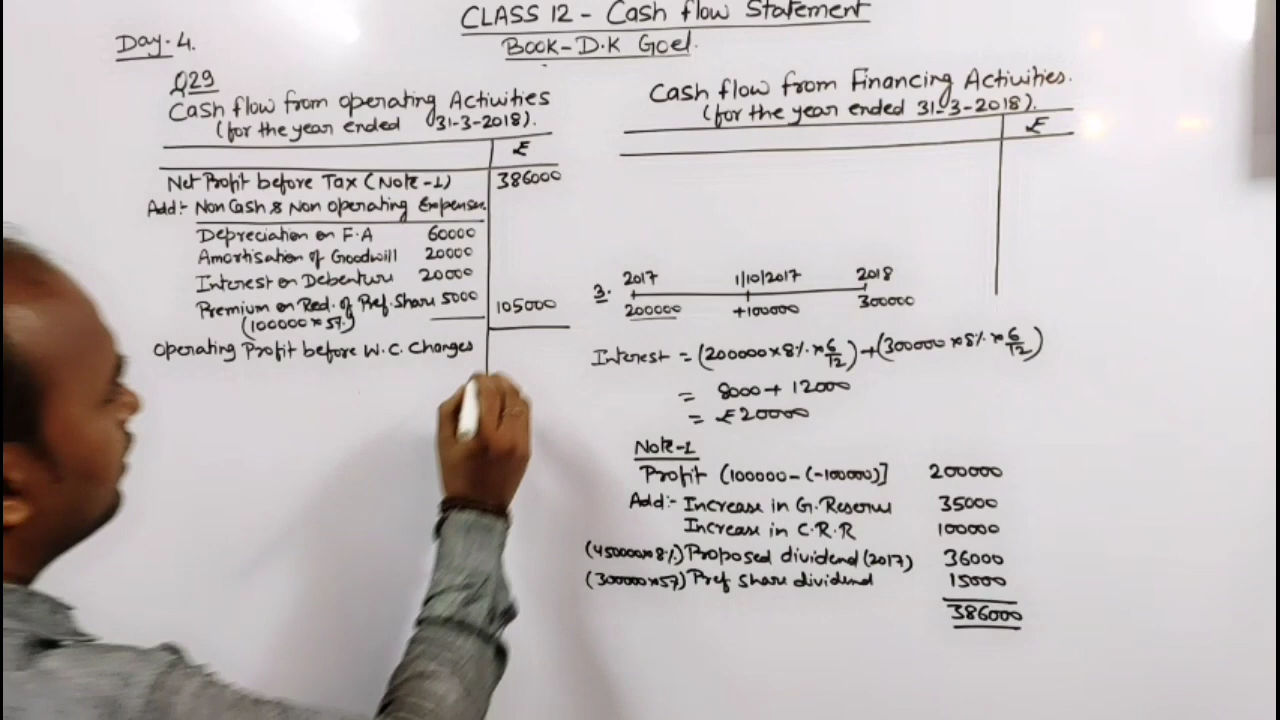 CLASS 12 - Cash flow Statement
Book - D.K Goel.
Day - 4.
Q29
Cash flow from operating Activities
(for the year ended 31-3-2018).
₹
Net Profit before Tax (Note -1) 386000
Add:- Non Cash & Non operating Expenses
Depreciation on F.A 60000
Amortisation of Goodwill 20000
Interest on Debenture 20000
Premium on Red. of Pref. Share 5000 105000
(100000 × 5%)
Operating Profit before W.C. Changes
Cash flow from Financing Activities.
(for the year ended 31-3-2018).
₹
3. 2017 1/10/2017 2018
200000 +100000 300000
Interest = (200000 × 8% × 6/12) + (300000 × 8% × 6/12)
= 8000 + 12000
= ₹20000
Note-1
Profit (100000 - (-100000)] 200000
Add:- Increase in G. Reserve 35000
Increase in C.R.R 100000
(450000×8%) Proposed dividend (2017) 36000
(300000×5%) Pref share dividend 15000
386000